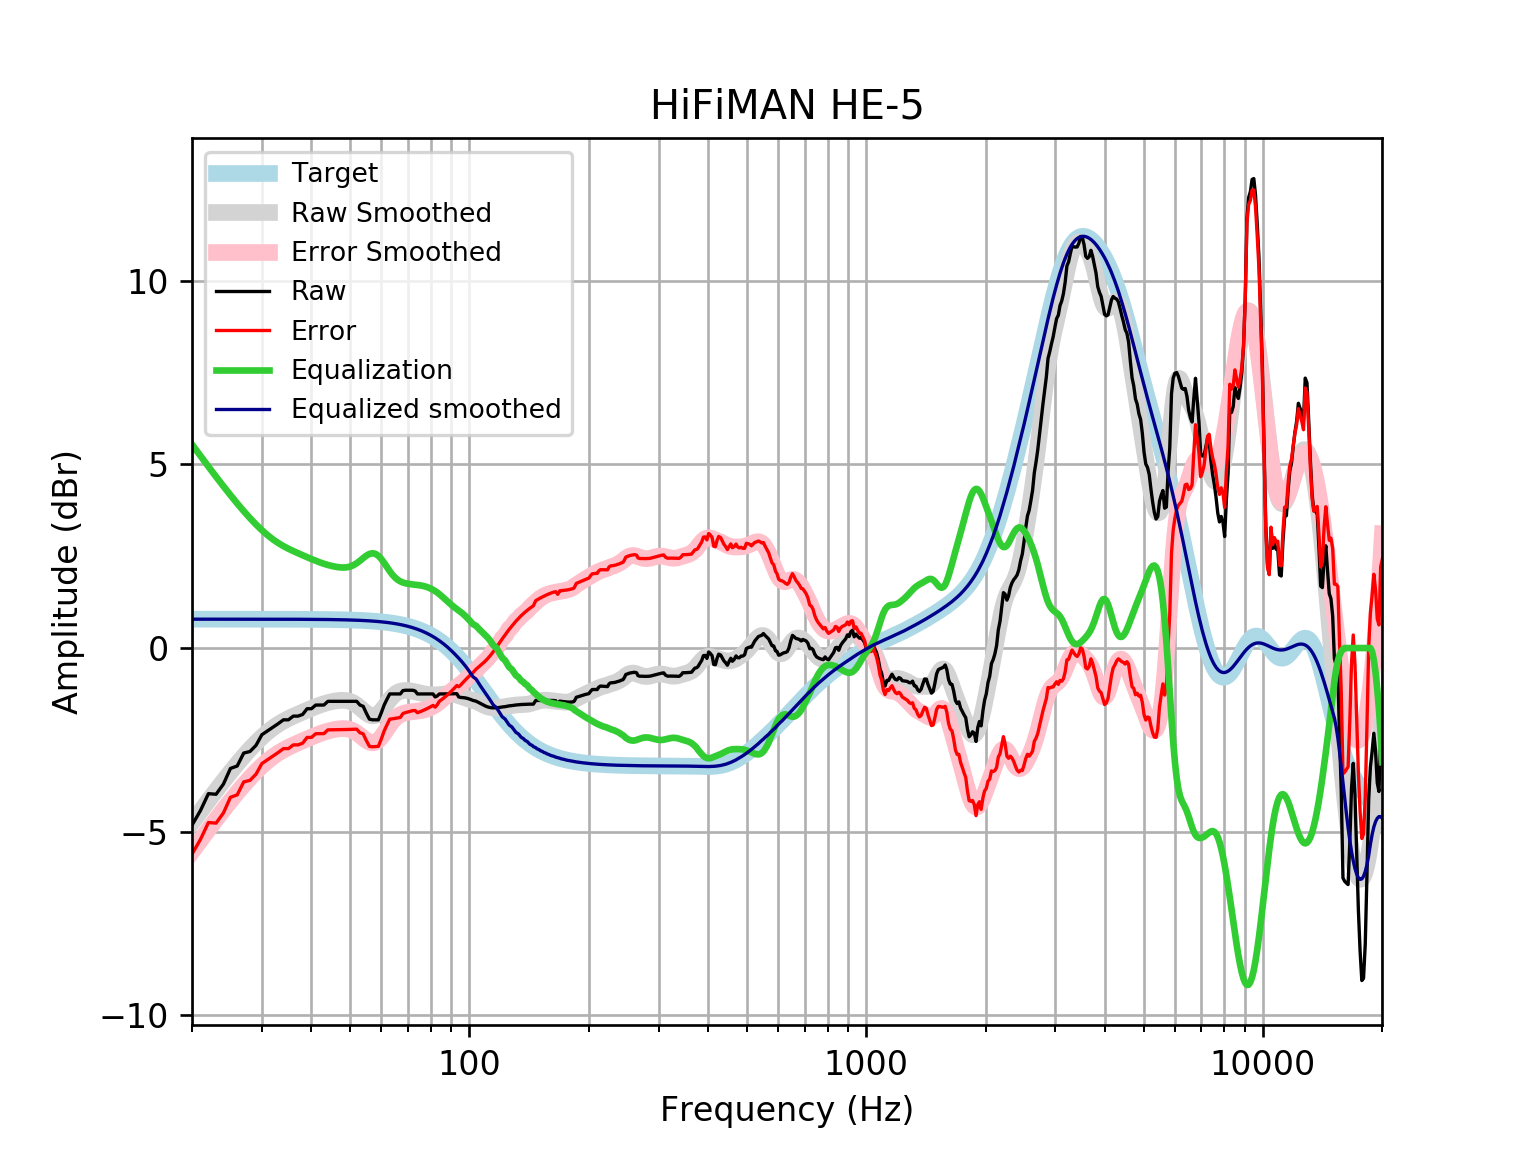 HiFiMAN HE-5
Target
Raw Smoothed
Error Smoothed
Raw
Error
Equalization
Equalized smoothed
Amplitude (dBr)
10
5
0
−5
−10
100
1000
10000
Frequency (Hz)